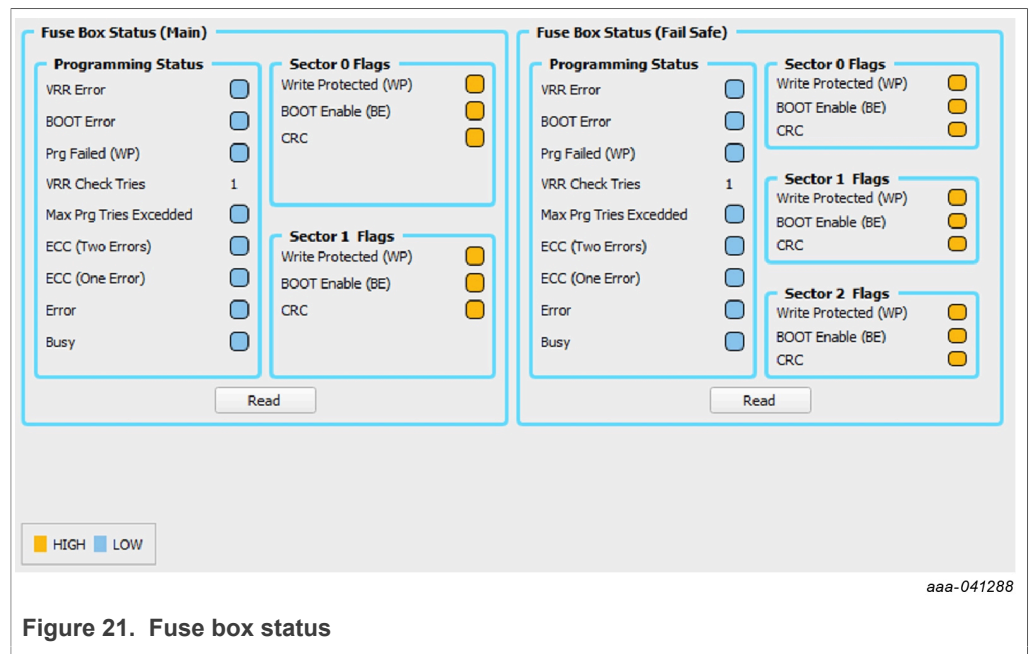 Fuse Box Status (Main)
Programming Status
VRR Error
BOOT Error
Prg Failed (WP)
VRR Check Tries 1
Max Prg Tries Excedded
ECC (Two Errors)
ECC (One Error)
Error
Busy
Sector 0 Flags
Write Protected (WP)
BOOT Enable (BE)
CRC
Sector 1 Flags
Write Protected (WP)
BOOT Enable (BE)
CRC
Read
Fuse Box Status (Fail Safe)
Programming Status
VRR Error
BOOT Error
Prg Failed (WP)
VRR Check Tries 1
Max Prg Tries Excedded
ECC (Two Errors)
ECC (One Error)
Error
Busy
Sector 0 Flags
Write Protected (WP)
BOOT Enable (BE)
CRC
Sector 1 Flags
Write Protected (WP)
BOOT Enable (BE)
CRC
Sector 2 Flags
Write Protected (WP)
BOOT Enable (BE)
CRC
Read
HIGH LOW
aaa-041288
Figure 21. Fuse box status